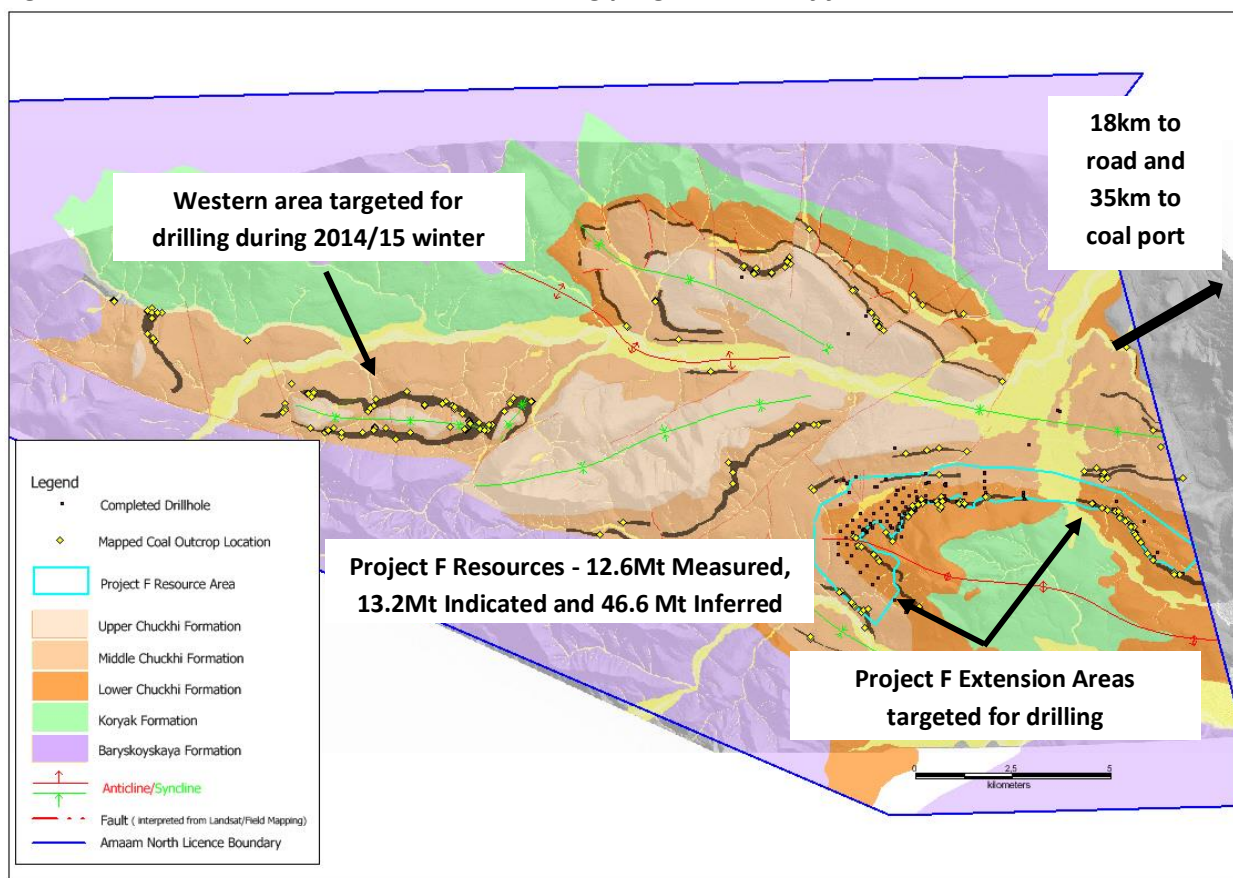 18km to
road and
35km to
coal port
Western area targeted for
drilling during 2014/15 winter
Project F Resources - 12.6Mt Measured,
13.2Mt Indicated and 46.6 Mt Inferred
Project F Extension Areas
targeted for drilling
Legend
Completed Drillhole
Mapped Coal Outcrop Location
Project F Resource Area
Upper Chuckhi Formation
Middle Chuckhi Formation
Lower Chuckhi Formation
Koryak Formation
Baryskoyskaya Formation
Anticline/Syncline
Fault ( interpreted from Landsat/Field Mapping)
Amaam North Licence Boundary
0 2,5 5
kilometers